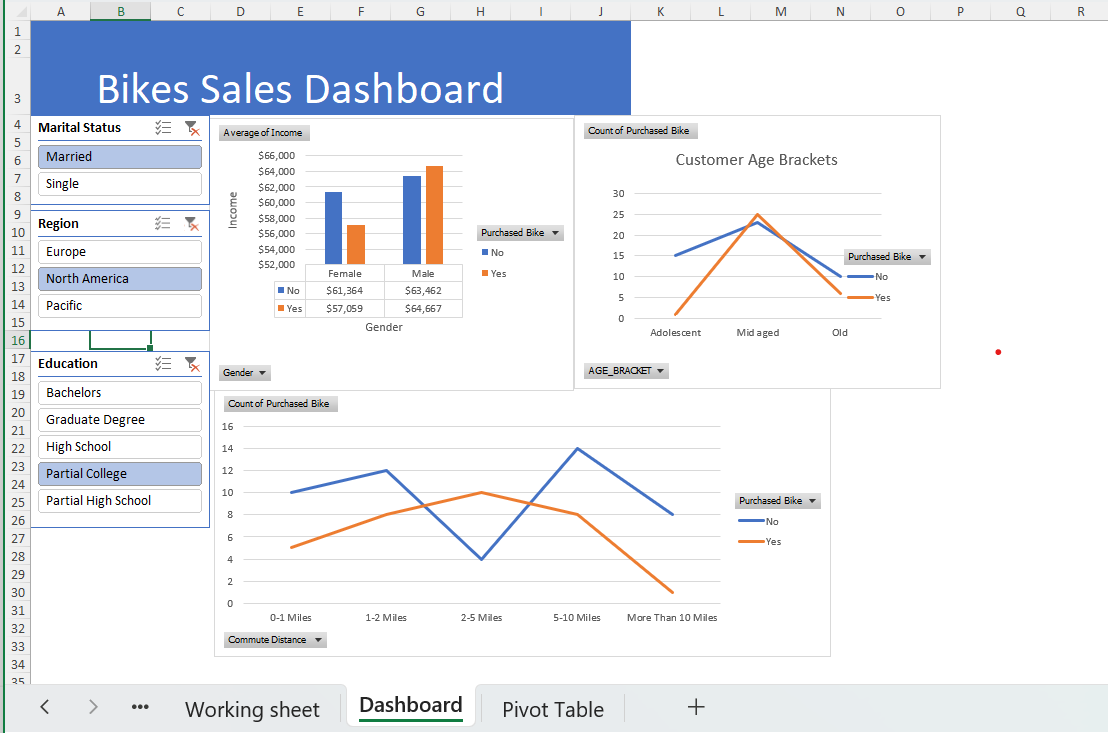 A B C D E F G H I J K L M N O P Q R
1
2
3
4
5
6
7
8
9
10
11
12
13
14
15
16
17
18
19
20
21
22
23
24
25
26
27
28
29
30
31
32
33
34
35
Bikes Sales Dashboard
Marital Status
Married
Single
Region
Europe
North America
Pacific
Education
Bachelors
Graduate Degree
High School
Partial College
Partial High School
Average of Income
$66,000
$64,000
$62,000
$60,000
$58,000
$56,000
$54,000
$52,000
Income
Female Male
No $61,364 $63,462
Yes $57,059 $64,667
Gender
Purchased Bike
No
Yes
Gender
Count of Purchased Bike
Customer Age Brackets
30
25
20
15
10
5
0
Adolescent Mid aged Old
Purchased Bike
No
Yes
AGE_BRACKET
Count of Purchased Bike
16
14
12
10
8
6
4
2
0
0-1 Miles 1-2 Miles 2-5 Miles 5-10 Miles More Than 10 Miles
Purchased Bike
No
Yes
Commute Distance
Working sheet Dashboard Pivot Table